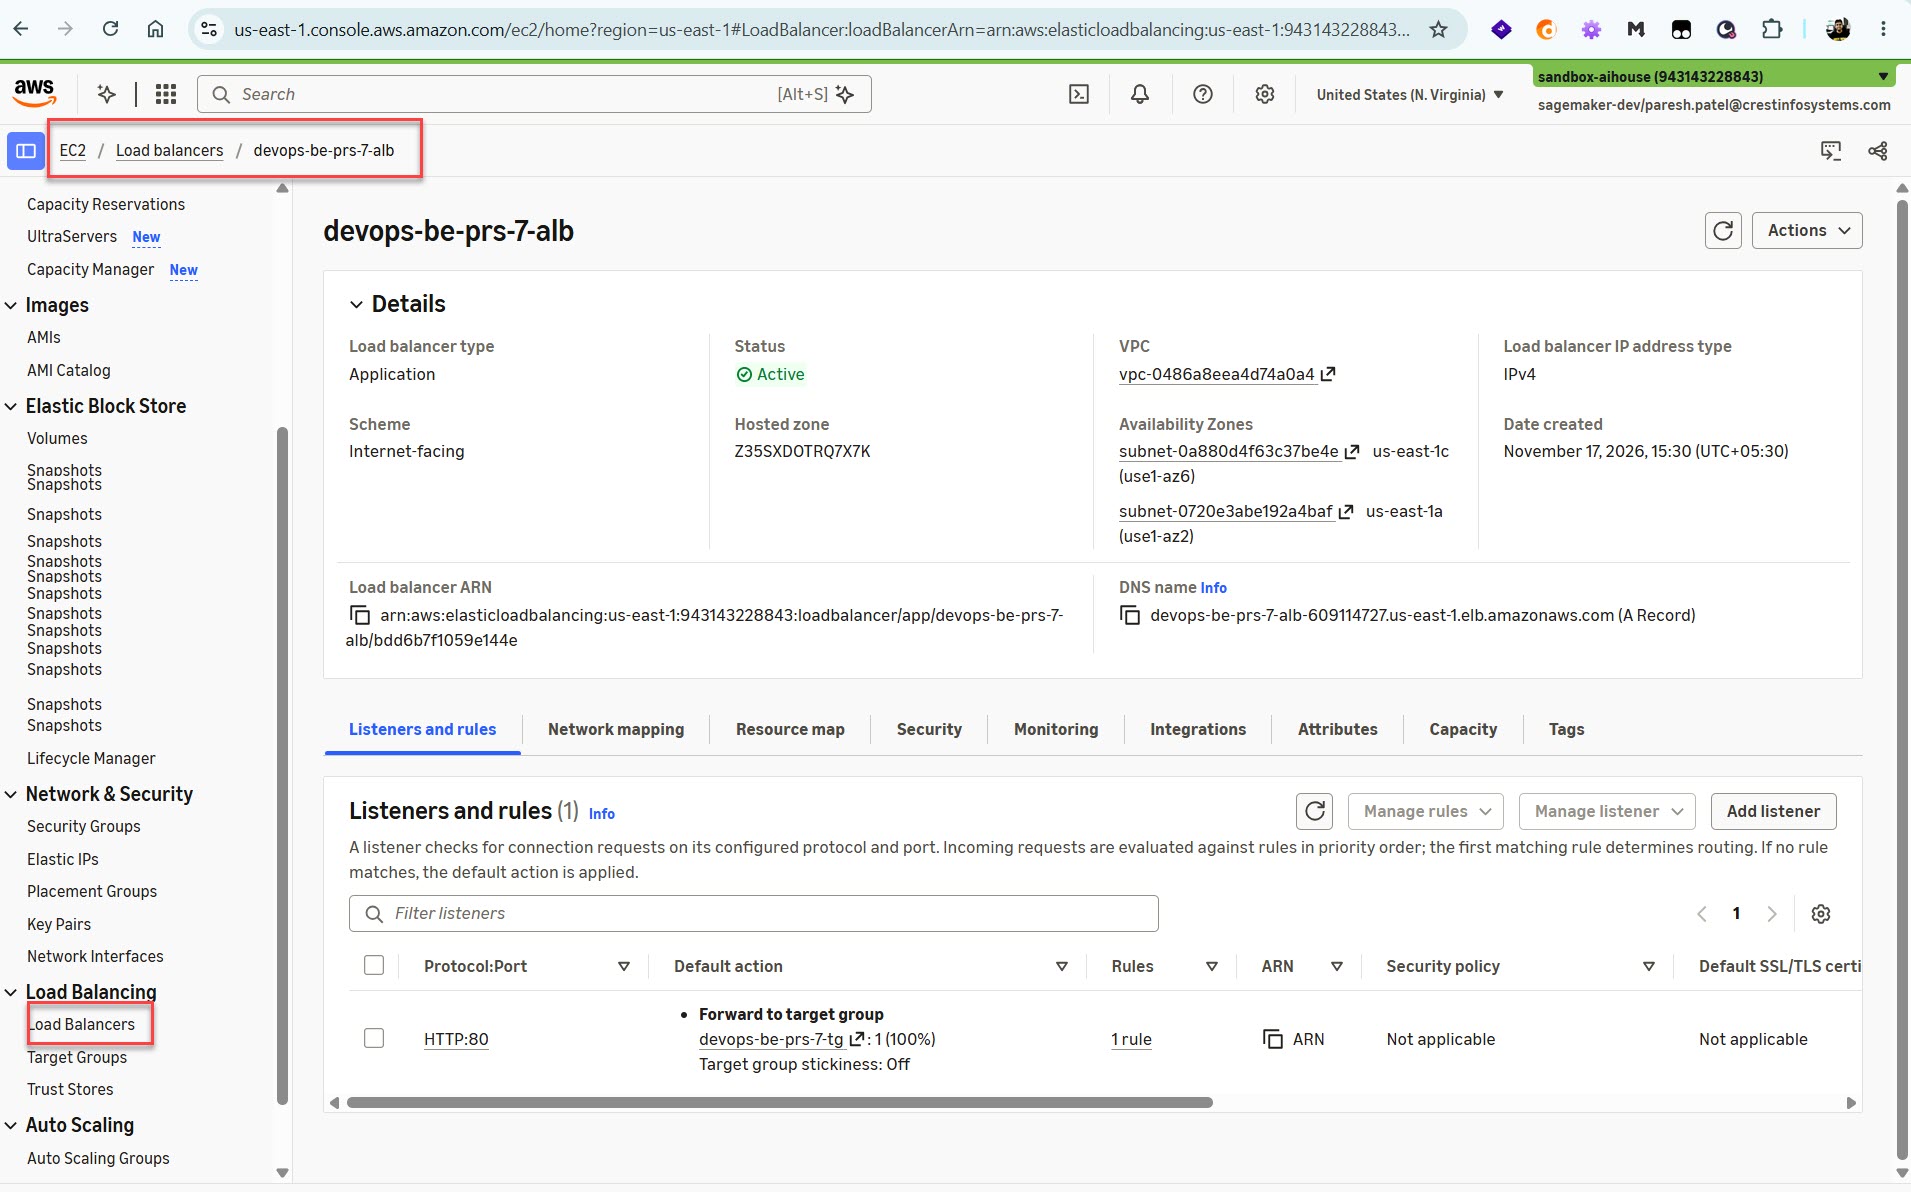 us-east-1.console.aws.amazon.com/ec2/home?region=us-east-1#LoadBalancer:loadBalancerArn=arn:aws:elasticloadbalancing:us-east-1:943143228843...
aws
Search [Alt+S]
United States (N. Virginia)
sandbox-aihouse (943143228843)
sagemaker-dev/paresh.patel@crestinfosystems.com
EC2 / Load balancers / devops-be-prs-7-alb
Capacity Reservations
UltraServers New
Capacity Manager New
Images
AMIs
AMI Catalog
Elastic Block Store
Volumes
Snapshots
Snapshots
Snapshots
Snapshots
Snapshots
Snapshots
Snapshots
Snapshots
Snapshots
Snapshots
Snapshots
Snapshots
Snapshots
Lifecycle Manager
Network & Security
Security Groups
Elastic IPs
Placement Groups
Key Pairs
Network Interfaces
Load Balancing
Load Balancers
Target Groups
Trust Stores
Auto Scaling
Auto Scaling Groups
devops-be-prs-7-alb
Actions
Details
Load balancer type
Application
Status
Active
VPC
vpc-0486a8eea4d74a0a4
Load balancer IP address type
IPv4
Scheme
Internet-facing
Hosted zone
Z35SXDOTRQ7X7K
Availability Zones
subnet-0a880d4f63c37be4e us-east-1c
(use1-az6)
subnet-0720e3abe192a4baf us-east-1a
(use1-az2)
Date created
November 17, 2026, 15:30 (UTC+05:30)
Load balancer ARN
arn:aws:elasticloadbalancing:us-east-1:943143228843:loadbalancer/app/devops-be-prs-7-
alb/bdd6b7f1059e144e
DNS name Info
devops-be-prs-7-alb-609114727.us-east-1.elb.amazonaws.com (A Record)
Listeners and rules
Network mapping
Resource map
Security
Monitoring
Integrations
Attributes
Capacity
Tags
Listeners and rules (1) Info
Manage rules
Manage listener
Add listener
A listener checks for connection requests on its configured protocol and port. Incoming requests are evaluated against rules in priority order; the first matching rule determines routing. If no rule
matches, the default action is applied.
Filter listeners
1
Protocol:Port
Default action
Rules
ARN
Security policy
Default SSL/TLS certi
HTTP:80
• Forward to target group
devops-be-prs-7-tg : 1 (100%)
Target group stickiness: Off
1 rule
ARN
Not applicable
Not applicable